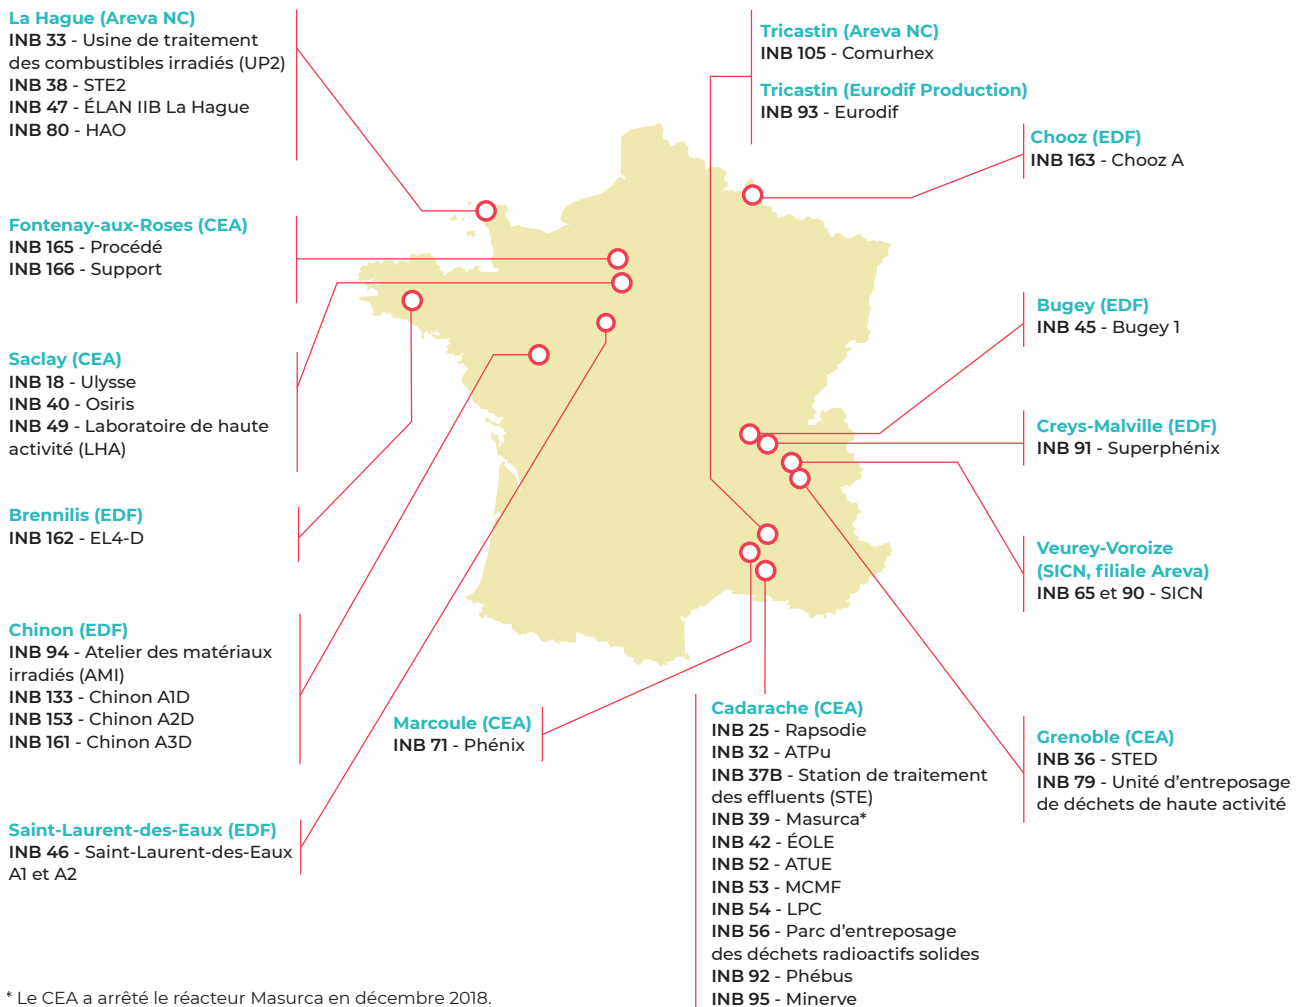 La Hague (Areva NC)
INB 33 - Usine de traitement
des combustibles irradiés (UP2)
INB 38 - STE2
INB 47 - ÉLAN IIB La Hague
INB 80 - HAO
Fontenay-aux-Roses (CEA)
INB 165 - Procédé
INB 166 - Support
Saclay (CEA)
INB 18 - Ulysse
INB 40 - Osiris
INB 49 - Laboratoire de haute
activité (LHA)
Brennilis (EDF)
INB 162 - EL4-D
Chinon (EDF)
INB 94 - Atelier des matériaux
irradiés (AMI)
INB 133 - Chinon A1D
INB 153 - Chinon A2D
INB 161 - Chinon A3D
Saint-Laurent-des-Eaux (EDF)
INB 46 - Saint-Laurent-des-Eaux
A1 et A2
Marcoule (CEA)
INB 71 - Phénix
Tricastin (Areva NC)
INB 105 - Comurhex
Tricastin (Eurodif Production)
INB 93 - Eurodif
Chooz (EDF)
INB 163 - Chooz A
Bugey (EDF)
INB 45 - Bugey 1
Creys-Malville (EDF)
INB 91 - Superphénix
Veurey-Voroize
(SICN, filiale Areva)
INB 65 et 90 - SICN
Grenoble (CEA)
INB 36 - STED
INB 79 - Unité d'entreposage
de déchets de haute activité
Cadarache (CEA)
INB 25 - Rapsodie
INB 32 - ATPu
INB 37B - Station de traitement
des effluents (STE)
INB 39 - Masurca*
INB 42 - ÉOLE
INB 52 - ATUE
INB 53 - MCMF
INB 54 - LPC
INB 56 - Parc d'entreposage
des déchets radioactifs solides
INB 92 - Phébus
INB 95 - Minerve
* Le CEA a arrêté le réacteur Masurca en décembre 2018.